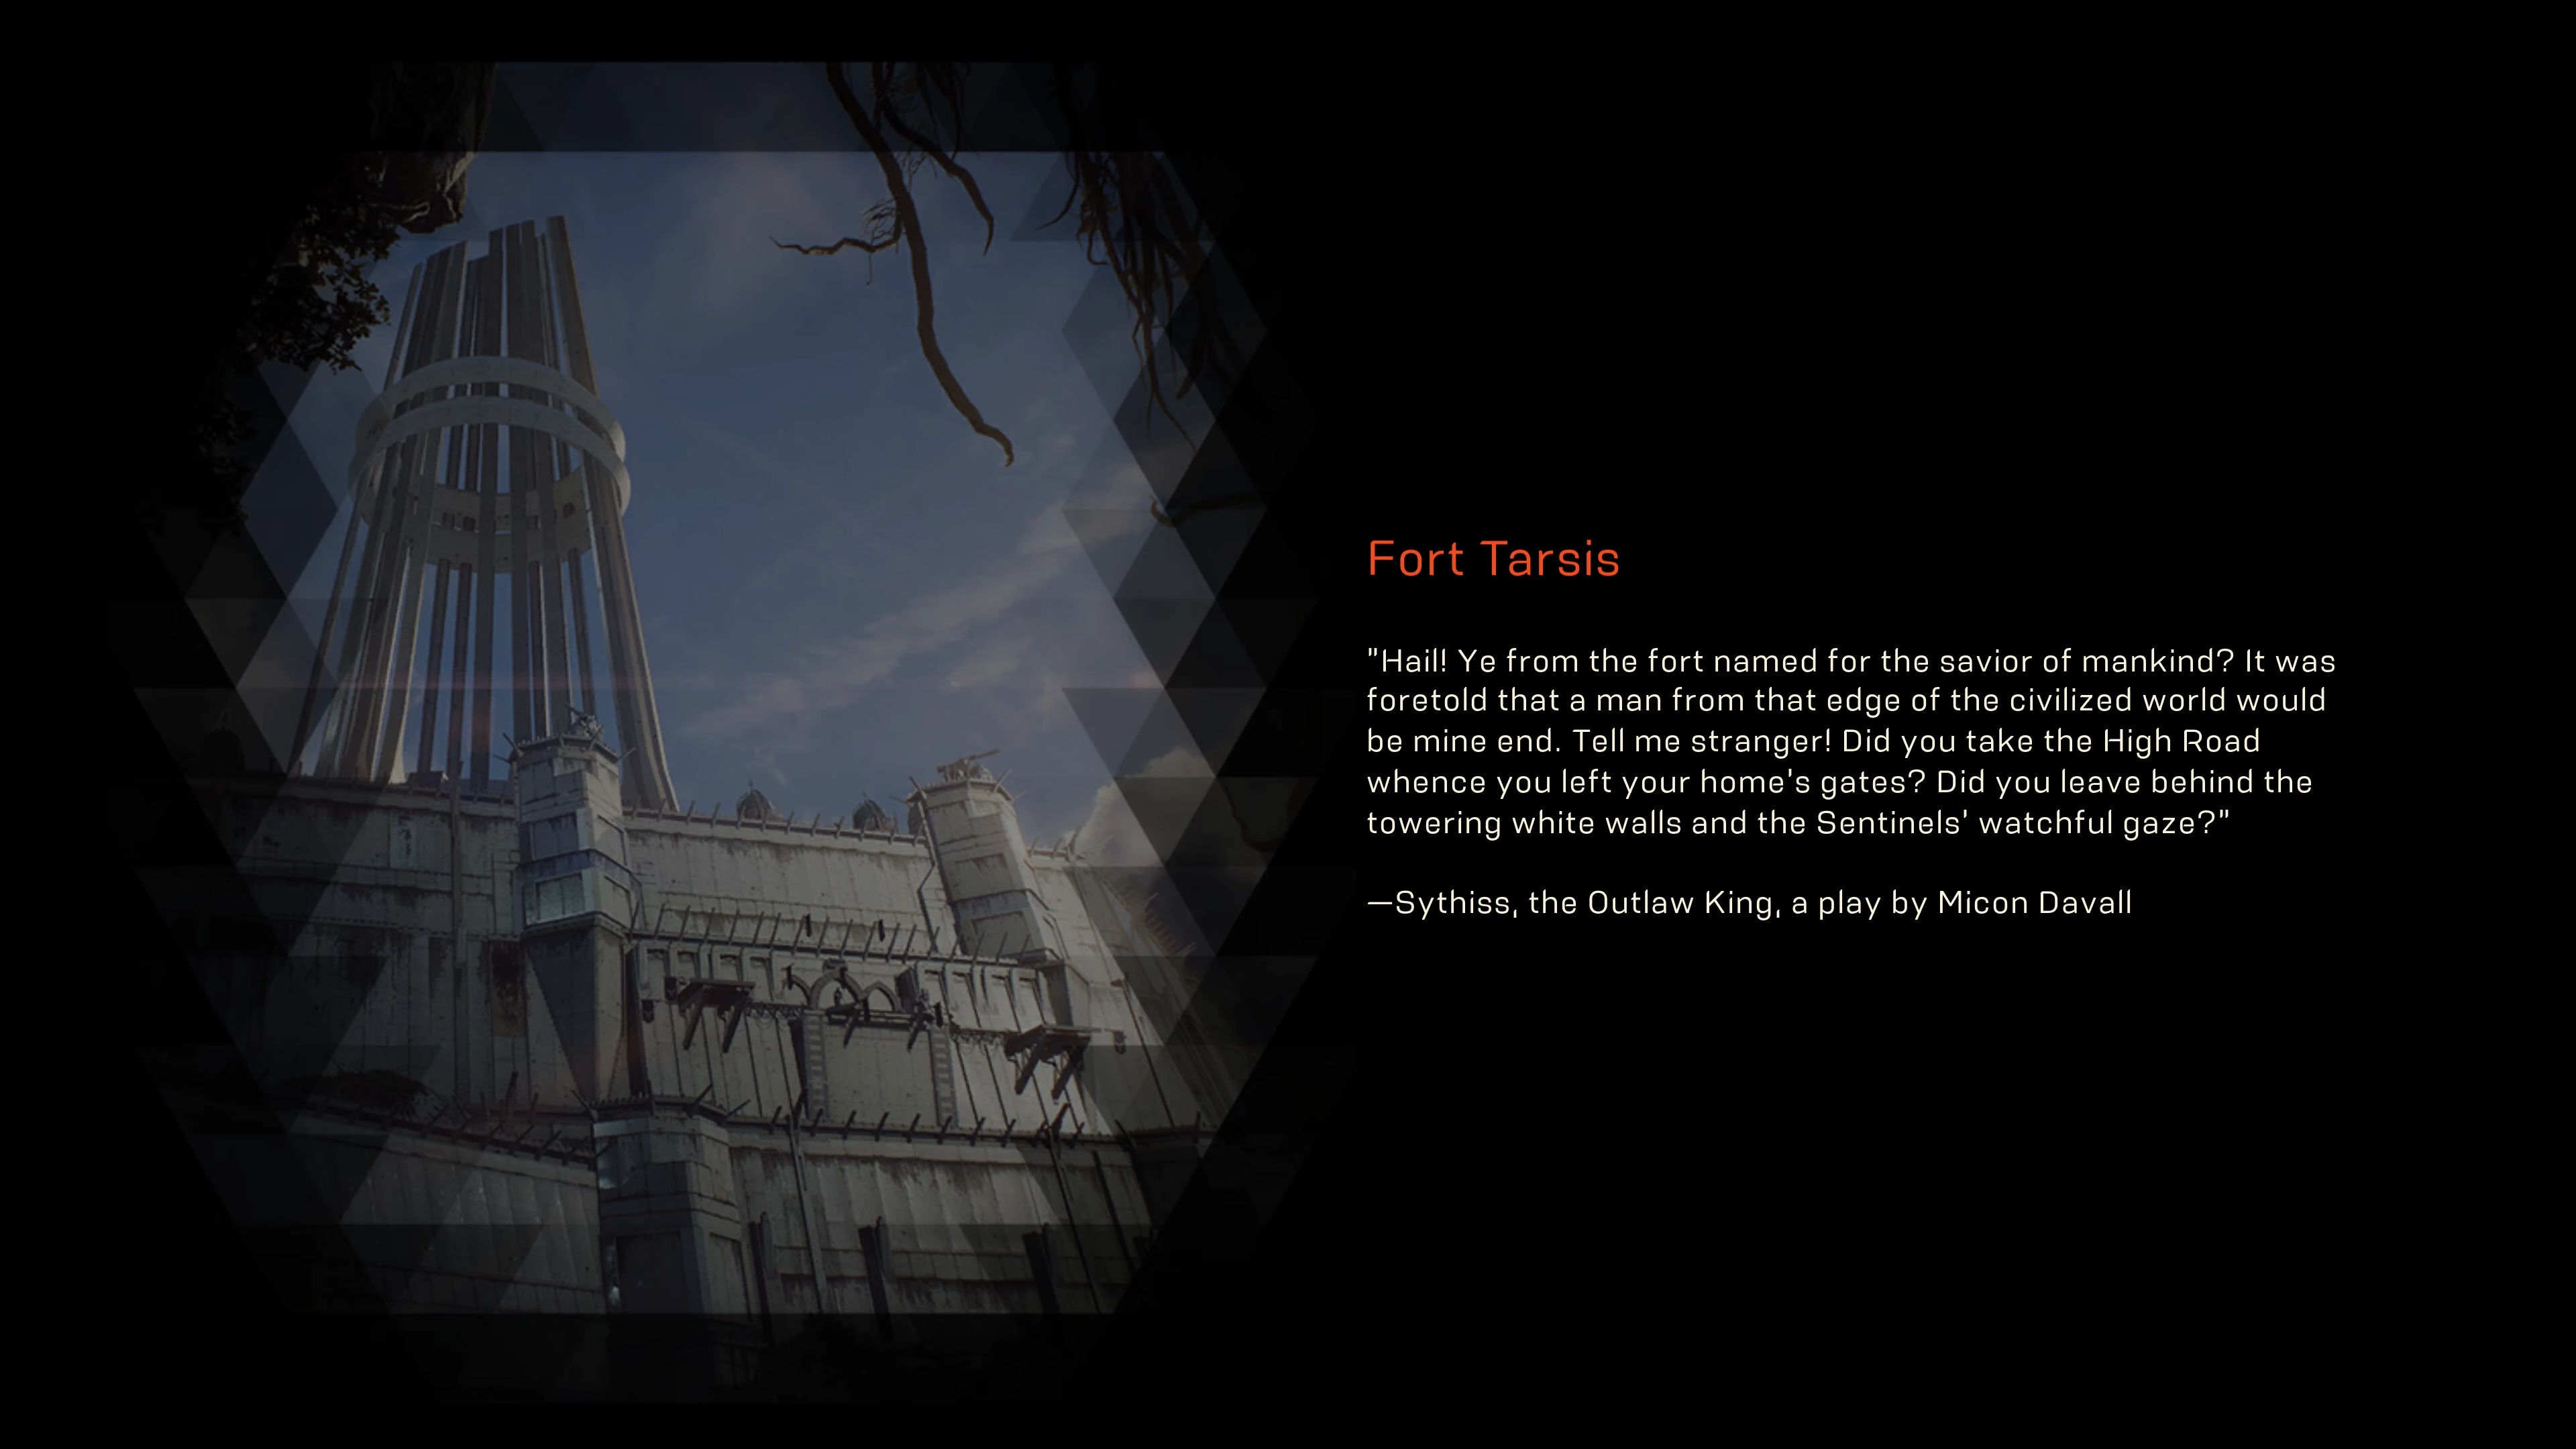 Fort Tarsis
"Hail! Ye from the fort named for the savior of mankind? It was
foretold that a man from that edge of the civilized world would
be mine end. Tell me stranger! Did you take the High Road
whence you left your home's gates? Did you leave behind the
towering white walls and the Sentinels' watchful gaze?"
—Sythiss, the Outlaw King, a play by Micon Davall